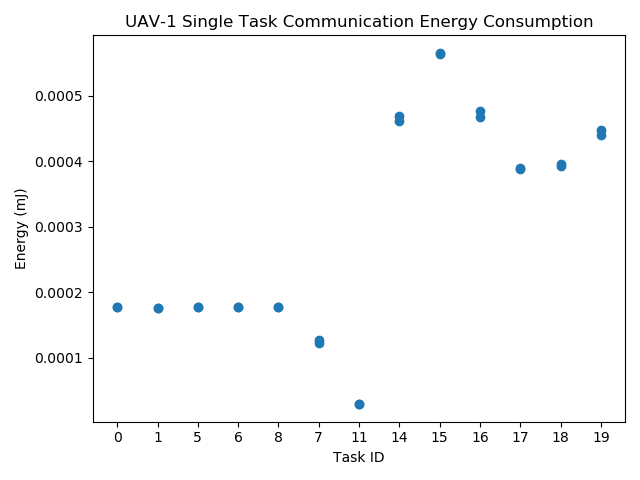 UAV-1 Single Task Communication Energy Consumption
Energy (mJ)
0.0005
0.0004
0.0003
0.0002
0.0001
0 1 5 6 8 7 11 14 15 16 17 18 19
Task ID